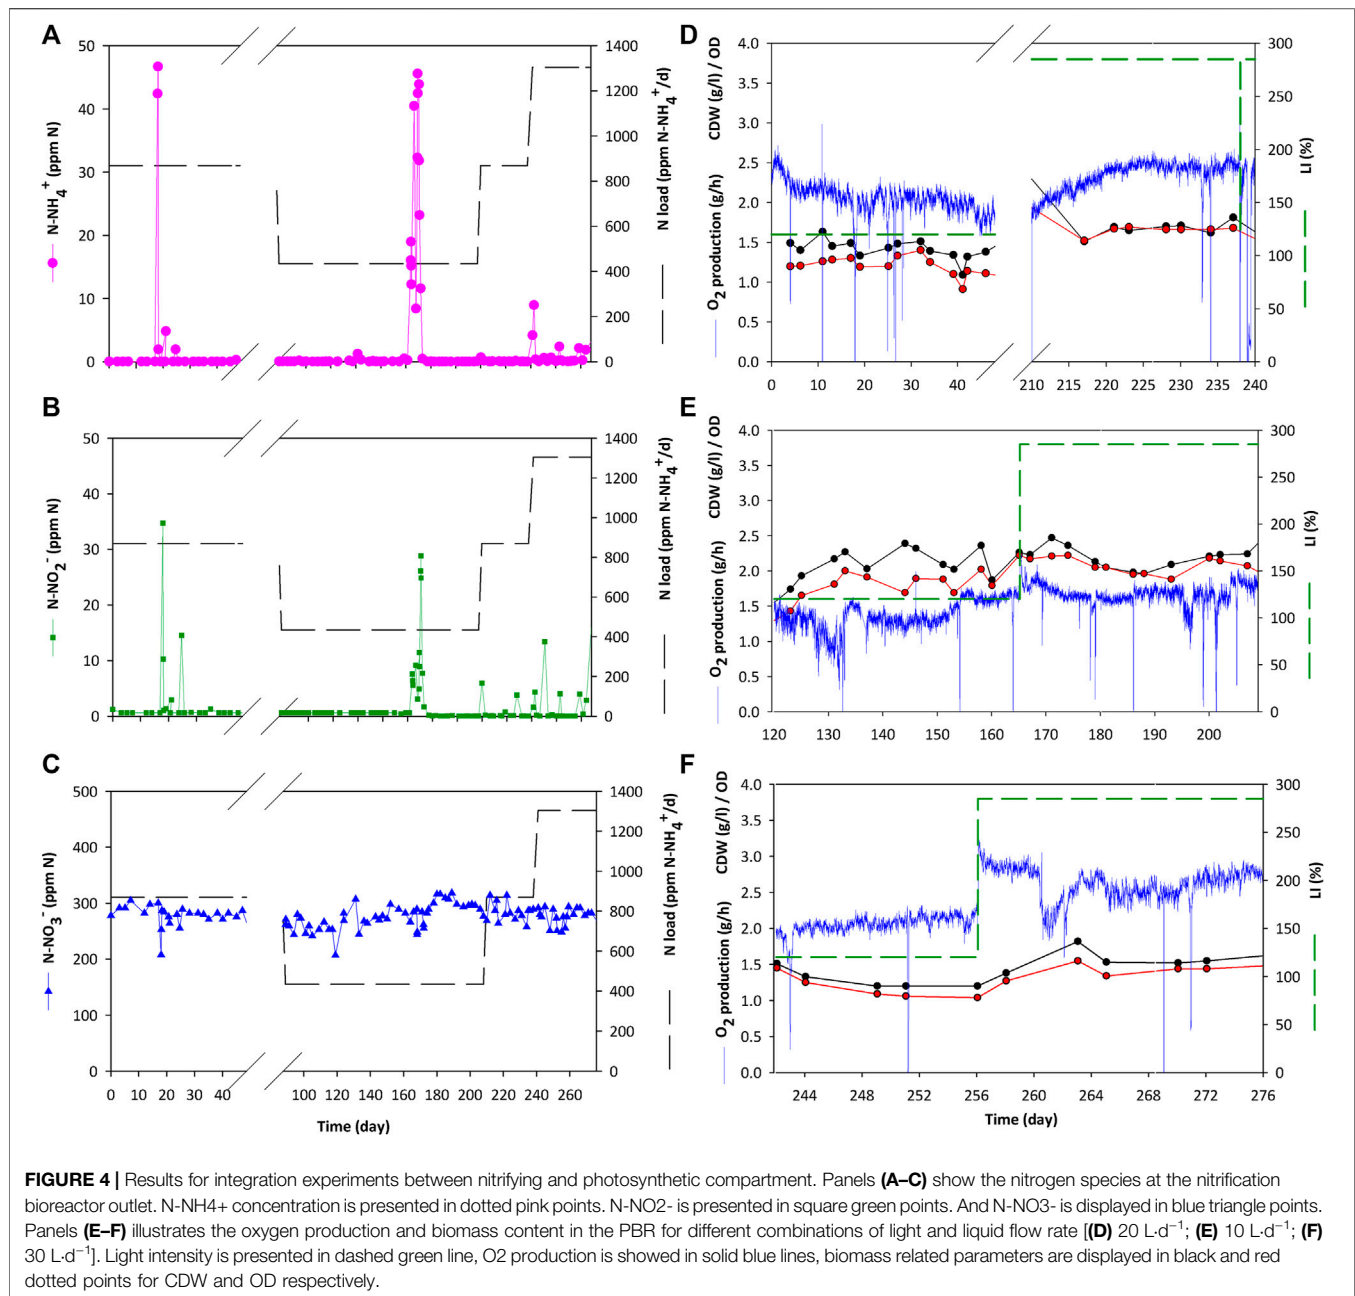 A
50
40
30
20
10
0
1400
1200
1000
800
600
400
200
0
N-NH4+ (ppm N)
N load (ppm N-NH4+/d)
B
50
40
30
20
10
0
1400
1200
1000
800
600
400
200
0
N-NO2- (ppm N)
N load (ppm N-NH4+/d)
C
500
400
300
200
100
0
1400
1200
1000
800
600
400
200
0
N-NO3- (ppm N)
N load (ppm N-NH4+/d)
0 20 40 60 40 100 120 140 160 180 200 220 240 260
Time (day)
D
4.0
3.5
3.0
2.5
2.0
1.5
1.0
0.5
0.0
300
250
200
150
100
50
0
O2 production (g/h)
CDW (g/l) / OD
LI (%)
0 10 20 30 40 210 215 220 225 230 235 240
E
4.0
3.5
3.0
2.5
2.0
1.5
1.0
0.5
0.0
300
250
200
150
100
50
0
O2 production (g/h)
CDW (g/l) / OD
LI (%)
120 130 140 150 160 170 180 190 200
F
4.0
3.5
3.0
2.5
2.0
1.5
1.0
0.5
0.0
300
250
200
150
100
50
0
O2 production (g/h)
CDW (g/l) / OD
LI (%)
244 248 252 256 260 264 268 272 276
Time (day)
FIGURE 4 | Results for integration experiments between nitrifying and photosynthetic compartment. Panels (A–C) show the nitrogen species at the nitrification
bioreactor outlet. N-NH4+ concentration is presented in dotted pink points. N-NO2- is presented in square green points. And N-NO3- is displayed in blue triangle points.
Panels (E–F) illustrates the oxygen production and biomass content in the PBR for different combinations of light and liquid flow rate [(D) 20 L·d−1; (E) 10 L·d−1; (F)
30 L·d−1]. Light intensity is presented in dashed green line, O2 production is showed in solid blue lines, biomass related parameters are displayed in black and red
dotted points for CDW and OD respectively.